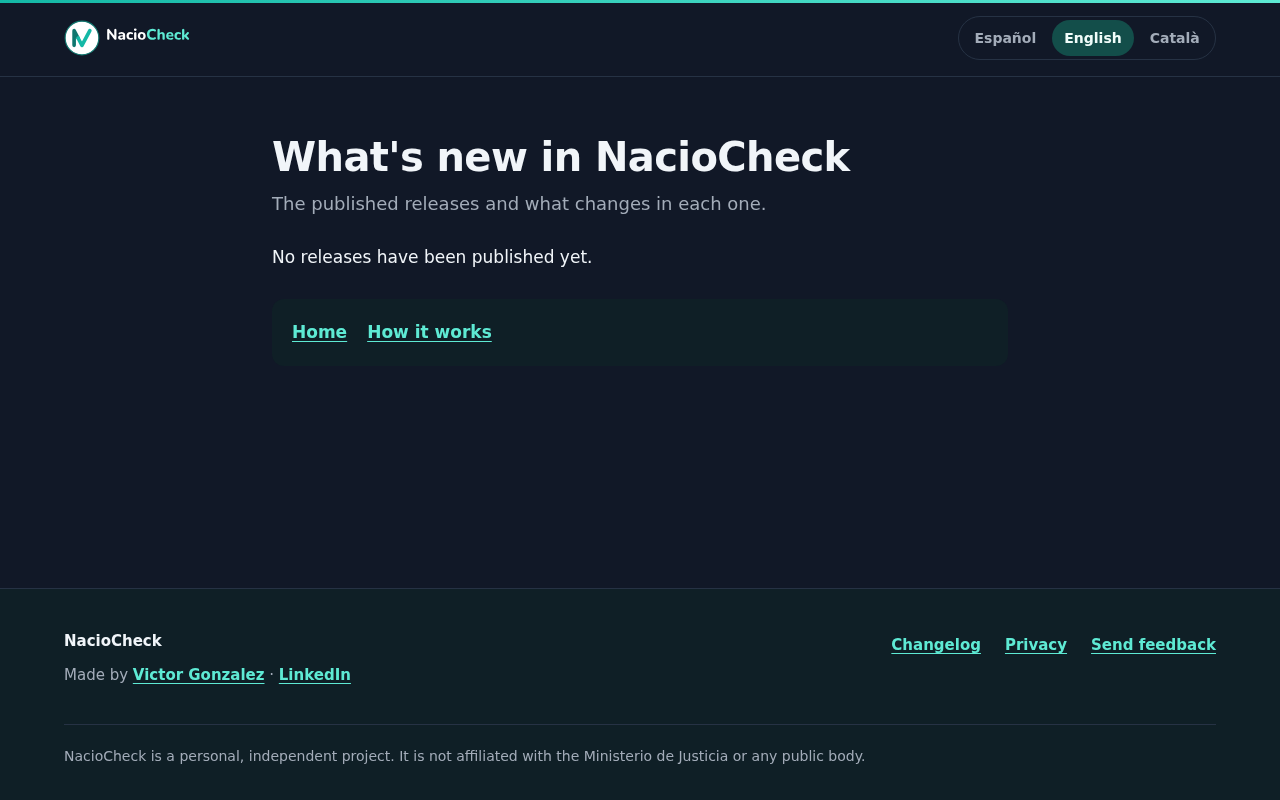 NacioCheck
Español English Català
What's new in NacioCheck
The published releases and what changes in each one.
No releases have been published yet.
Home How it works
NacioCheck
Changelog Privacy Send feedback
Made by Victor Gonzalez · LinkedIn
NacioCheck is a personal, independent project. It is not affiliated with the Ministerio de Justicia or any public body.